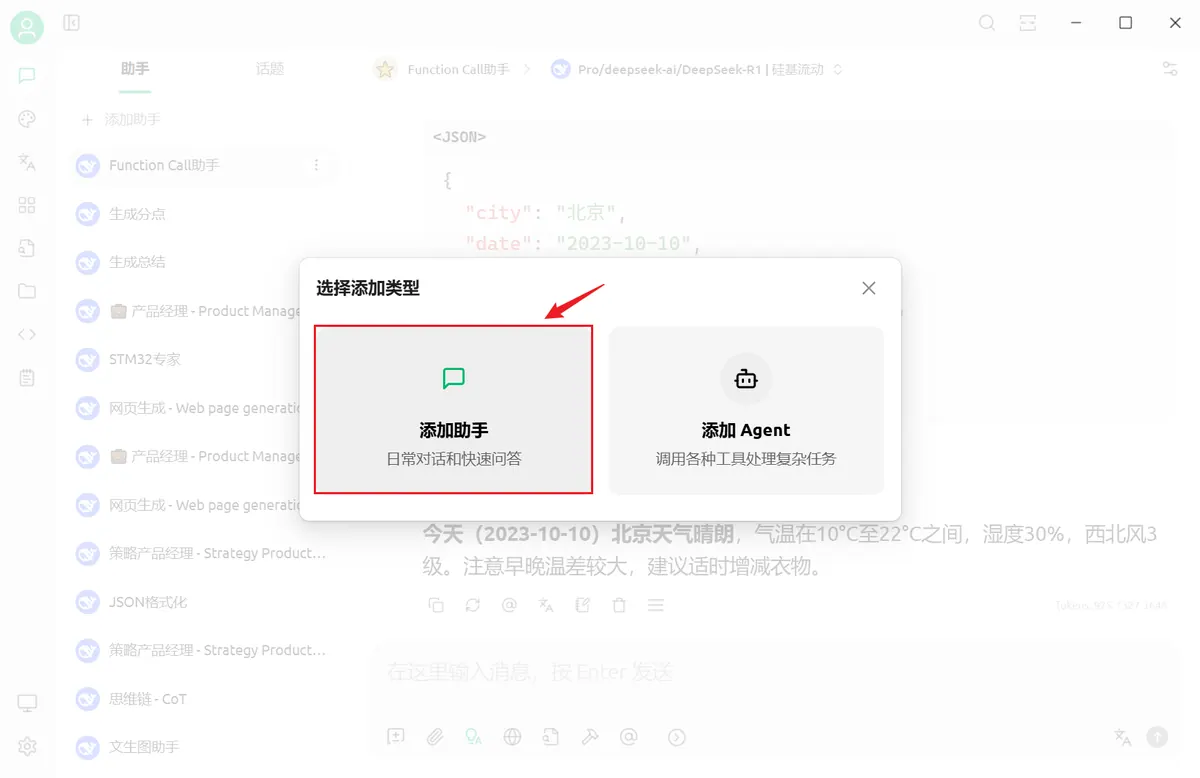 助手
话题
Function Call助手
Pro/deepseek-ai/DeepSeek-R1 | 硅基流动
添加助手
Function Call助手
生成分点
生成总结
产品经理 - Product Manage
STM32专家
网页生成 - Web page generatio
产品经理 - Product Manage
网页生成 - Web page generatio
策略产品经理 - Strategy Product...
JSON格式化
策略产品经理 - Strategy Product...
思维链 - CoT
文生图助手
<JSON>
{
"city": "北京",
"date": "2023-10-10",
选择添加类型
添加助手
日常对话和快速问答
添加 Agent
调用各种工具处理复杂任务
今天（2023-10-10）北京天气晴朗，气温在10°C至22°C之间，湿度30%，西北风3
级。注意早晚温差较大，建议适时增减衣物。
在这里输入消息，按 Enter 发送